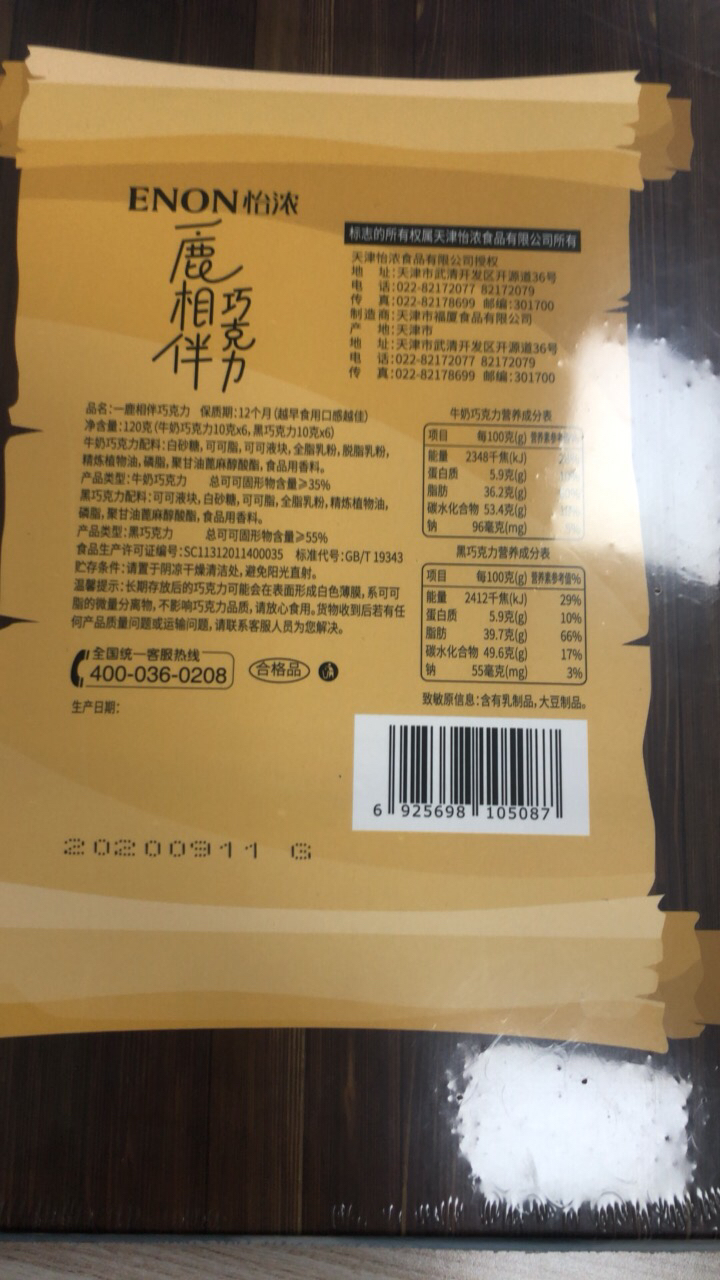 ENON怡浓
一鹿相伴
巧克力
标志的所有权属天津怡浓食品有限公司所有
天津怡浓食品有限公司授权
地 址:天津市武清开发区开源道36号
电 话:022-82172077 82172079
传 真:022-82178699 邮编:301700
制造商:天津市福厦食品有限公司
产 地:天津市
地 址:天津市武清开发区开源道36号
电 话:022-82172077 82172079
传 真:022-82178699 邮编:301700
品名:一鹿相伴巧克力 保质期:12个月(越早食用口感越佳)
净含量:120克(牛奶巧克力10克x6,黑巧克力10克x6)
牛奶巧克力配料:白砂糖,可可脂,可可液块,全脂乳粉,脱脂乳粉,
精炼植物油,磷脂,聚甘油蓖麻醇酸酯,食品用香料。
产品类型:牛奶巧克力 总可可固形物含量≥35%
黑巧克力配料:可可液块,白砂糖,可可脂,全脂乳粉,精炼植物油,
磷脂,聚甘油蓖麻醇酸酯,食品用香料。
产品类型:黑巧克力 总可可固形物含量≥55%
食品生产许可证编号:SC11312011400035 标准代号:GB/T 19343
贮存条件:请置于阴凉干燥清洁处,避免阳光直射。
温馨提示:长期存放后的巧克力可能会在表面形成白色薄膜,系可可
脂的微量分离物,不影响巧克力品质,请放心食用。货物收到后若有任
何产品质量问题或运输问题,请联系客服人员为您解决。
全国统一客服热线
400-036-0208
合格品
生产日期:
20200911 G
牛奶巧克力营养成分表
项目 每100克(g) 营养素参考值%
能量 2348千焦(kJ)
蛋白质 5.9克(g)
脂肪 36.2克(g)
碳水化合物 53.4克(g)
钠 96毫克(mg)
黑巧克力营养成分表
项目 每100克(g) 营养素参考值%
能量 2412千焦(kJ) 29%
蛋白质 5.9克(g) 10%
脂肪 39.7克(g) 66%
碳水化合物 49.6克(g) 17%
钠 55毫克(mg) 3%
致敏原信息:含有乳制品,大豆制品。
6 925698 105087